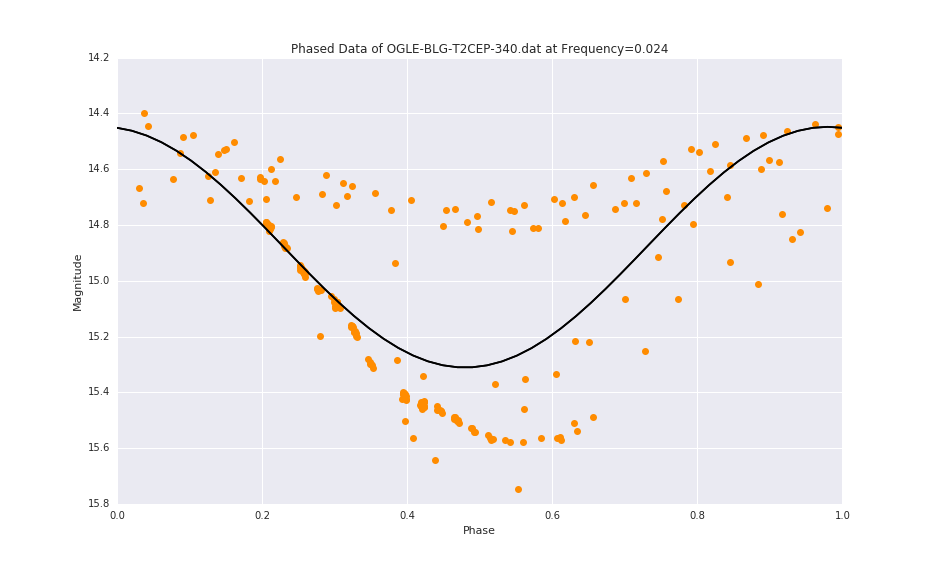 Phased Data of OGLE-BLG-T2CEP-340.dat at Frequency=0.024
14.2
14.4
14.6
14.8
15.0
15.2
15.4
15.6
15.8
Magnitude
0.0 0.2 0.4 0.6 0.8 1.0
Phase